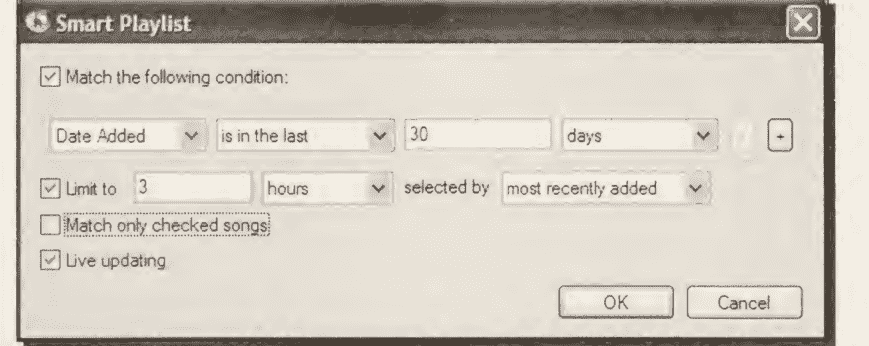 Smart Playlist
Match the following condition:
Date Added is in the last 30 days +
Limit to 3 hours selected by most recently added
Match only checked songs
Live updating
OK Cancel